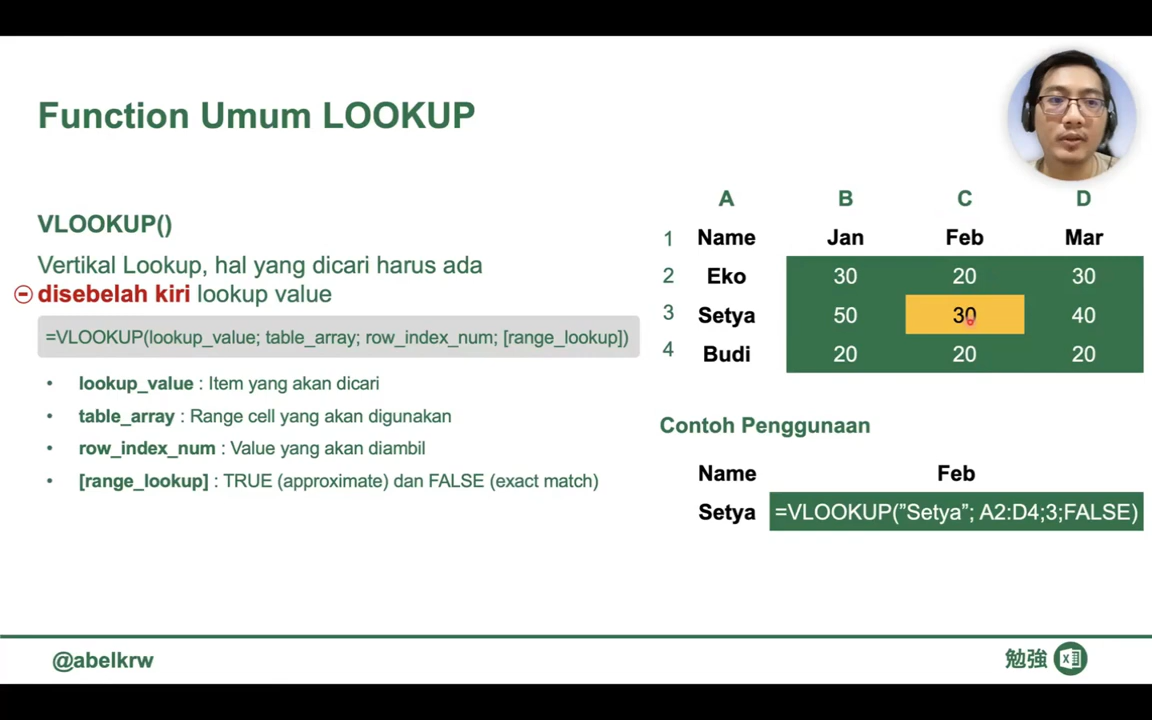 Function Umum LOOKUP
VLOOKUP()
Vertikal Lookup, hal yang dicari harus ada
disebelah kiri lookup value
=VLOOKUP(lookup_value; table_array; row_index_num; [range_lookup])
• lookup_value : Item yang akan dicari
• table_array : Range cell yang akan digunakan
• row_index_num : Value yang akan diambil
• [range_lookup] : TRUE (approximate) dan FALSE (exact match)
A B C D
1 Name Jan Feb Mar
2 Eko 30 20 30
3 Setya 50 30 40
4 Budi 20 20 20
Contoh Penggunaan
Name Feb
Setya =VLOOKUP(”Setya”; A2:D4;3;FALSE)
@abelkrw
勉強